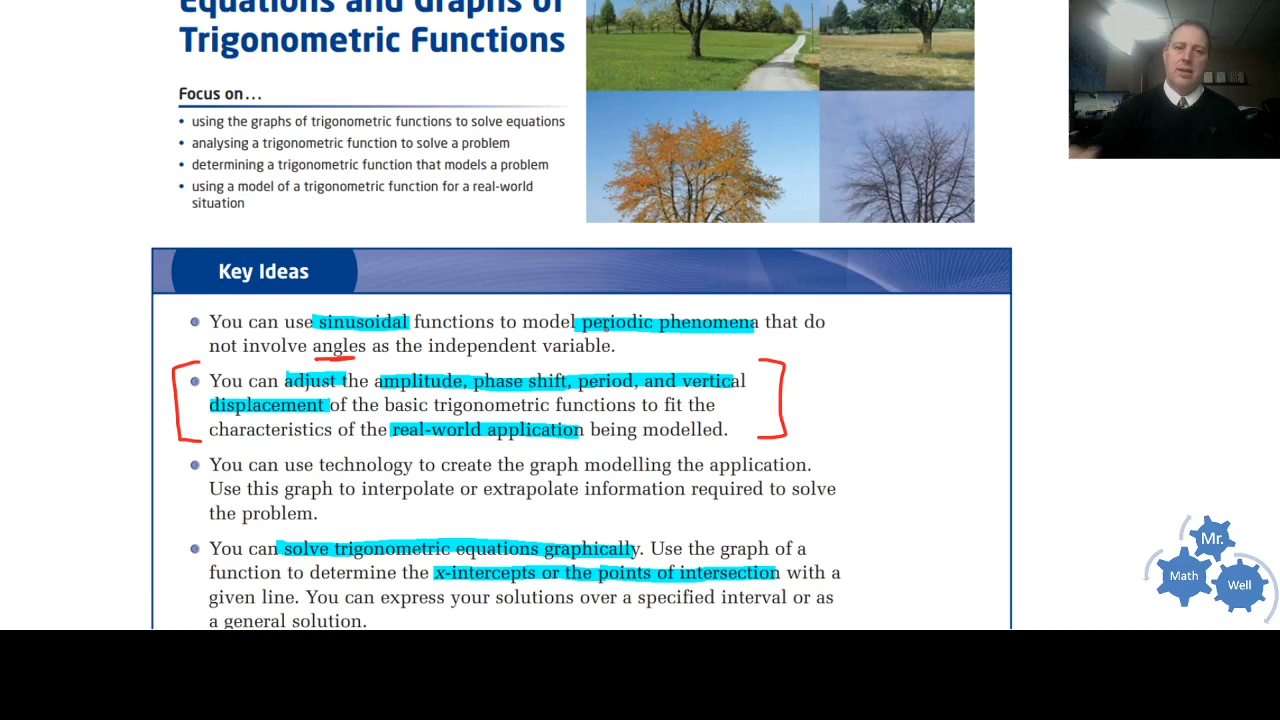 Equations and Graphs of
Trigonometric Functions
Focus on...
• using the graphs of trigonometric functions to solve equations
• analysing a trigonometric function to solve a problem
• determining a trigonometric function that models a problem
• using a model of a trigonometric function for a real-world
situation
Key Ideas
• You can use sinusoidal functions to model periodic phenomena that do
not involve angles as the independent variable.
• You can adjust the amplitude, phase shift, period, and vertical
displacement of the basic trigonometric functions to fit the
characteristics of the real-world application being modelled.
• You can use technology to create the graph modelling the application.
Use this graph to interpolate or extrapolate information required to solve
the problem.
• You can solve trigonometric equations graphically. Use the graph of a
function to determine the x-intercepts or the points of intersection with a
given line. You can express your solutions over a specified interval or as
a general solution.
Mr.
Math
Well